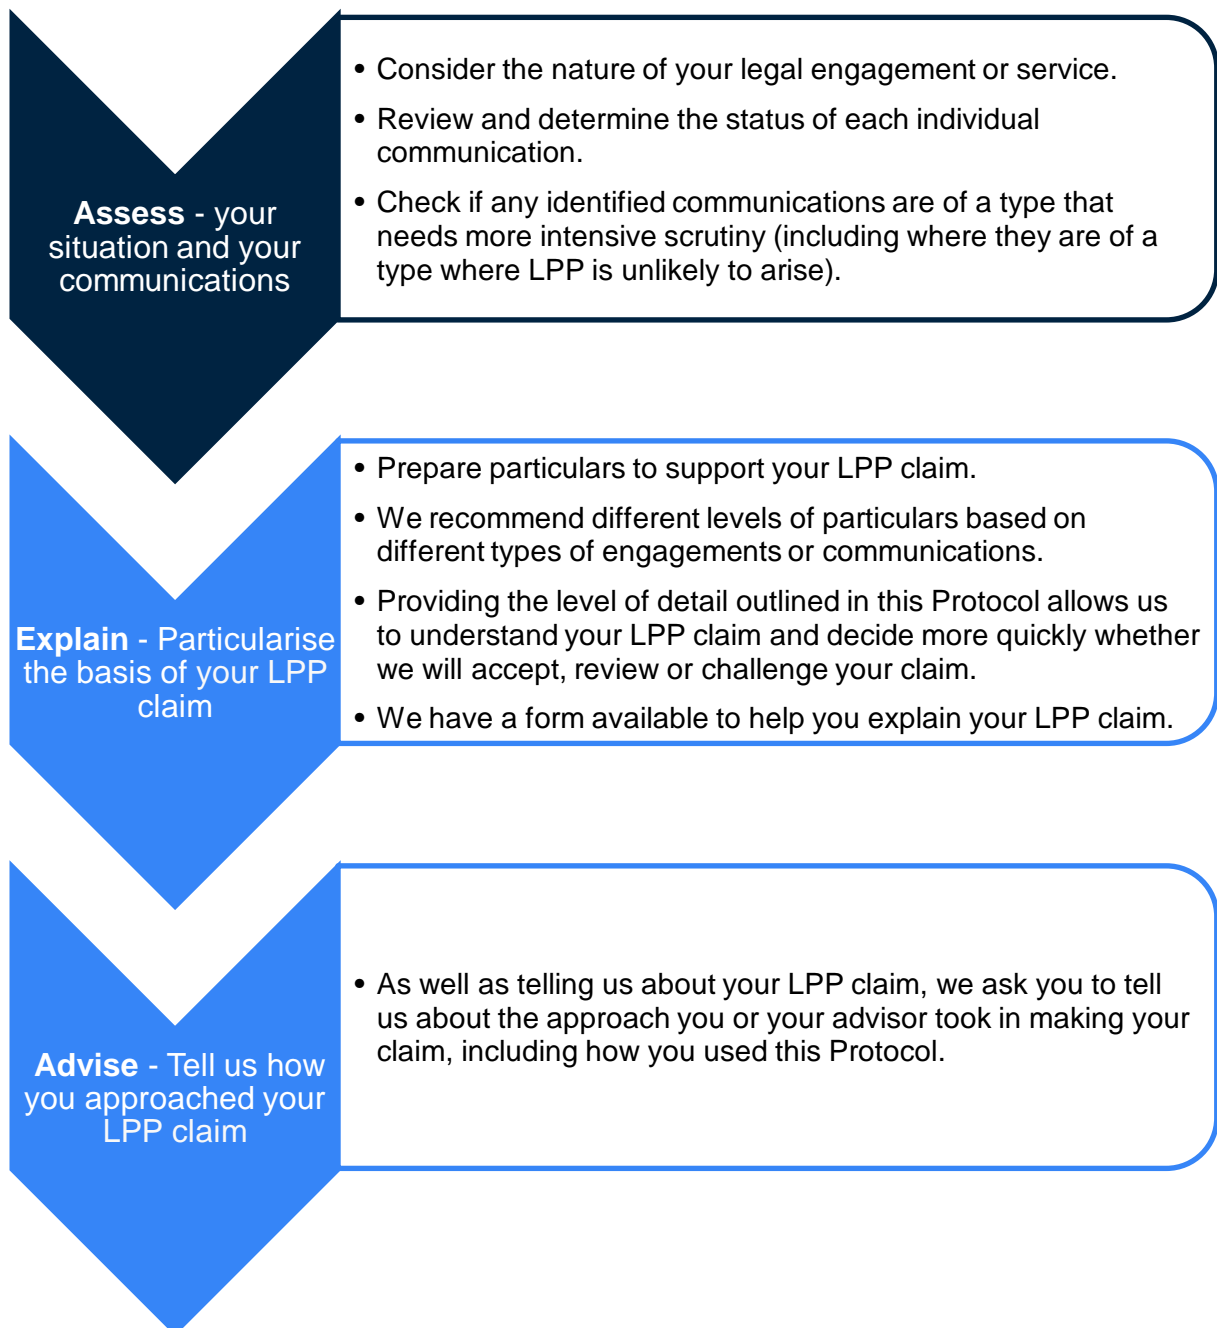 Assess - your
situation and your
communications
• Consider the nature of your legal engagement or service.
• Review and determine the status of each individual
communication.
• Check if any identified communications are of a type that
needs more intensive scrutiny (including where they are of a
type where LPP is unlikely to arise).
Explain - Particularise
the basis of your LPP
claim
• Prepare particulars to support your LPP claim.
• We recommend different levels of particulars based on
different types of engagements or communications.
• Providing the level of detail outlined in this Protocol allows us
to understand your LPP claim and decide more quickly whether
we will accept, review or challenge your claim.
• We have a form available to help you explain your LPP claim.
Advise - Tell us how
you approached your
LPP claim
• As well as telling us about your LPP claim, we ask you to tell
us about the approach you or your advisor took in making your
claim, including how you used this Protocol.